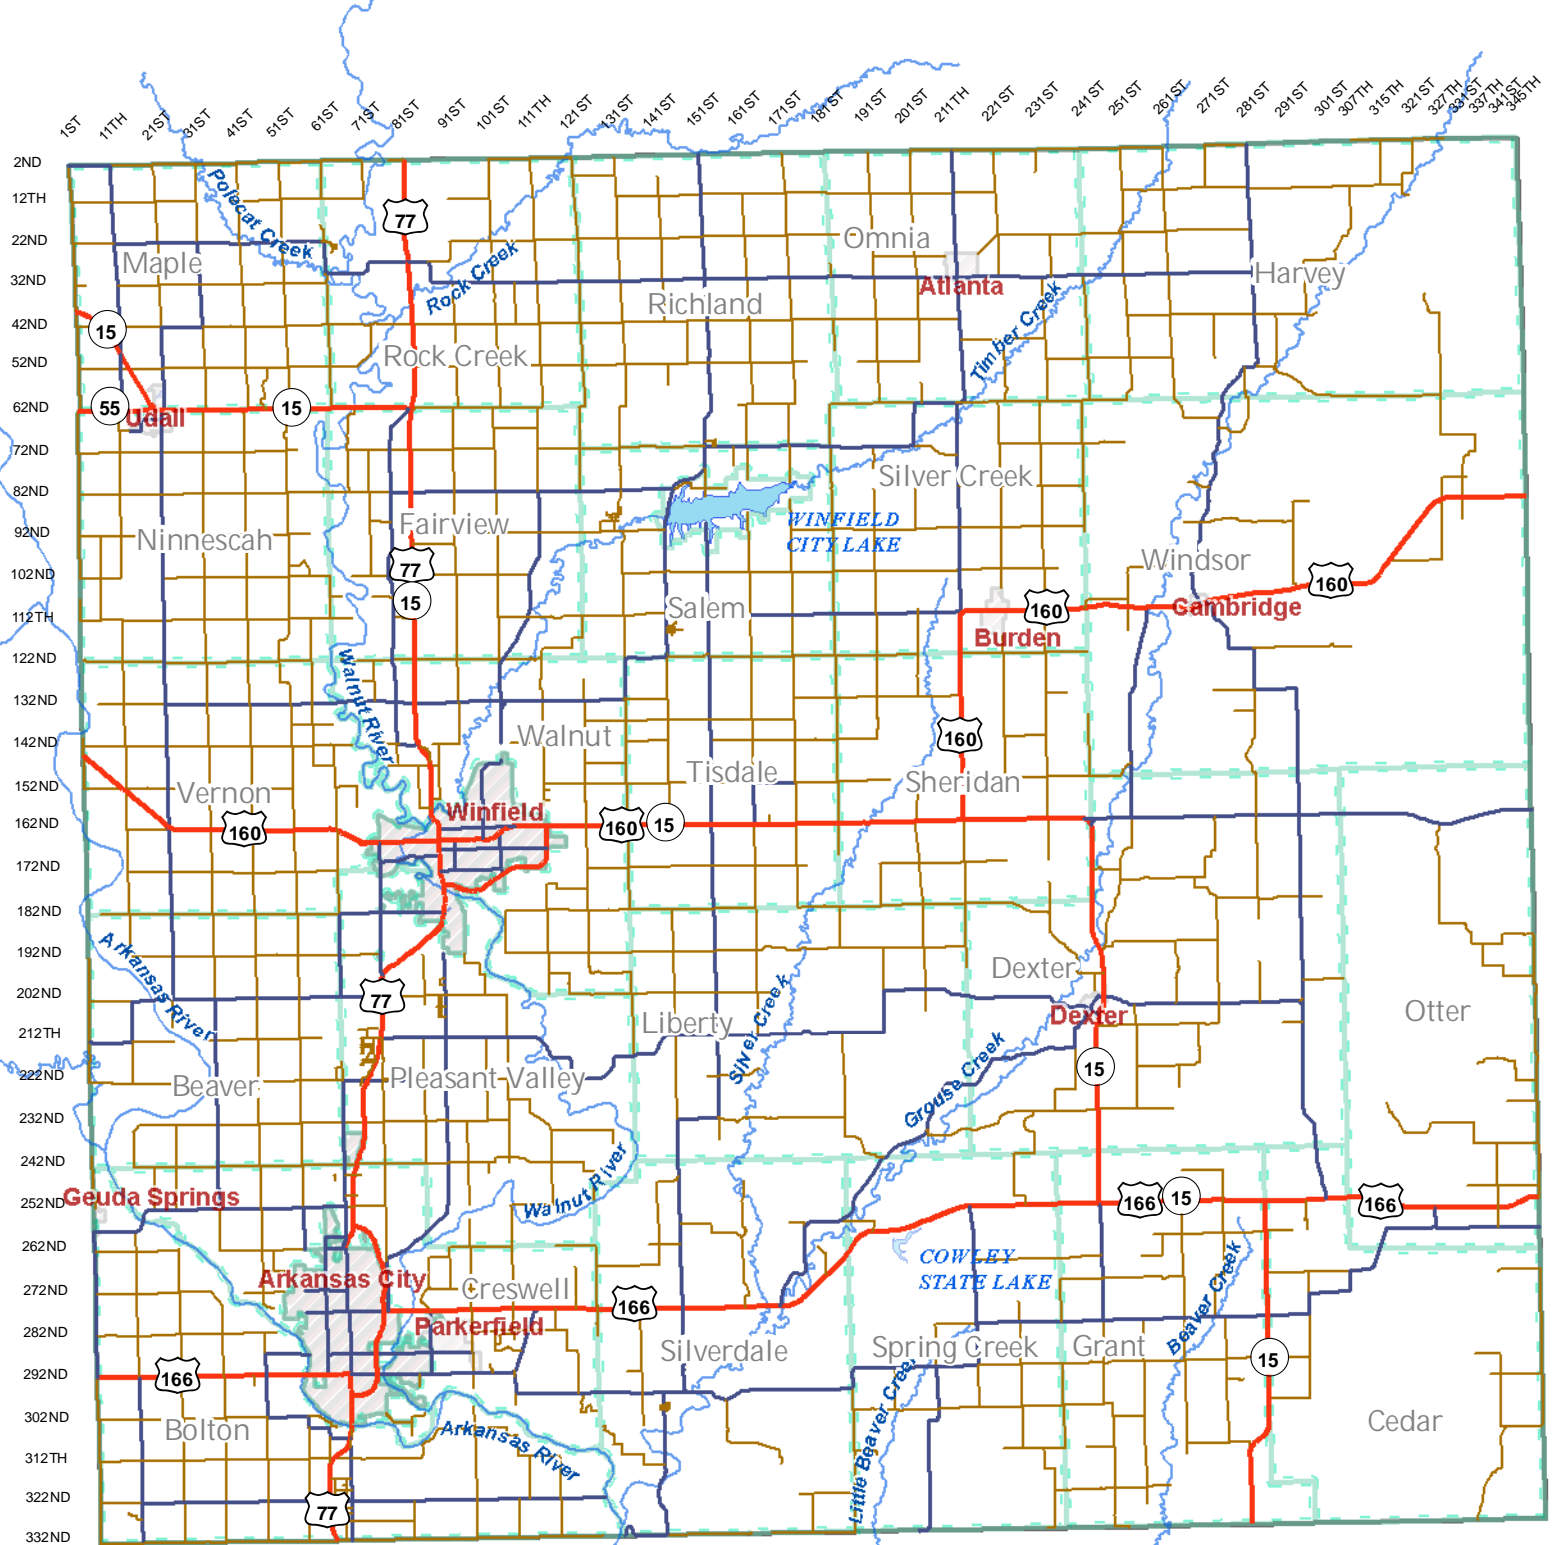 1ST
11TH
21ST
31ST
41ST
51ST
61ST
71ST
81ST
91ST
101ST
111TH
121ST
131ST
141ST
151ST
161ST
171ST
181ST
191ST
201ST
211TH
221ST
231ST
241ST
251ST
261ST
271ST
281ST
291ST
301ST
307TH
315TH
321ST
327TH
331ST
337TH
341ST
345TH
2ND
12TH
22ND
32ND
42ND
52ND
62ND
72ND
82ND
92ND
102ND
112TH
122ND
132ND
142ND
152ND
162ND
172ND
182ND
192ND
202ND
212TH
222ND
232ND
242ND
252ND
262ND
272ND
282ND
292ND
302ND
312TH
322ND
332ND
Polecat Creek
77
Maple
Rock Creek
Omnia
Atlanta
Harvey
Richland
Timber Creek
15
Rock Creek
55
Udall
15
Silver Creek
Fairview
WINFIELD
CITY LAKE
Ninnescah
77
15
Windsor
160
Salem
160
Cambridge
Burden
Walnut River
Walnut
160
Tisdale
Sheridan
Vernon
Winfield
160
160
15
Arkansas River
Dexter
77
Silver Creek
Liberty
Dexter
Otter
15
Grouse Creek
Beaver
Pleasant Valley
Walnut River
Geuda Springs
166
15
166
COWLEY
STATE LAKE
Beaver Creek
Arkansas City
Creswell
166
Parkerfield
Silverdale
Spring Creek
Grant
15
166
Little Beaver Creek
Bolton
Cedar
Arkansas River
77